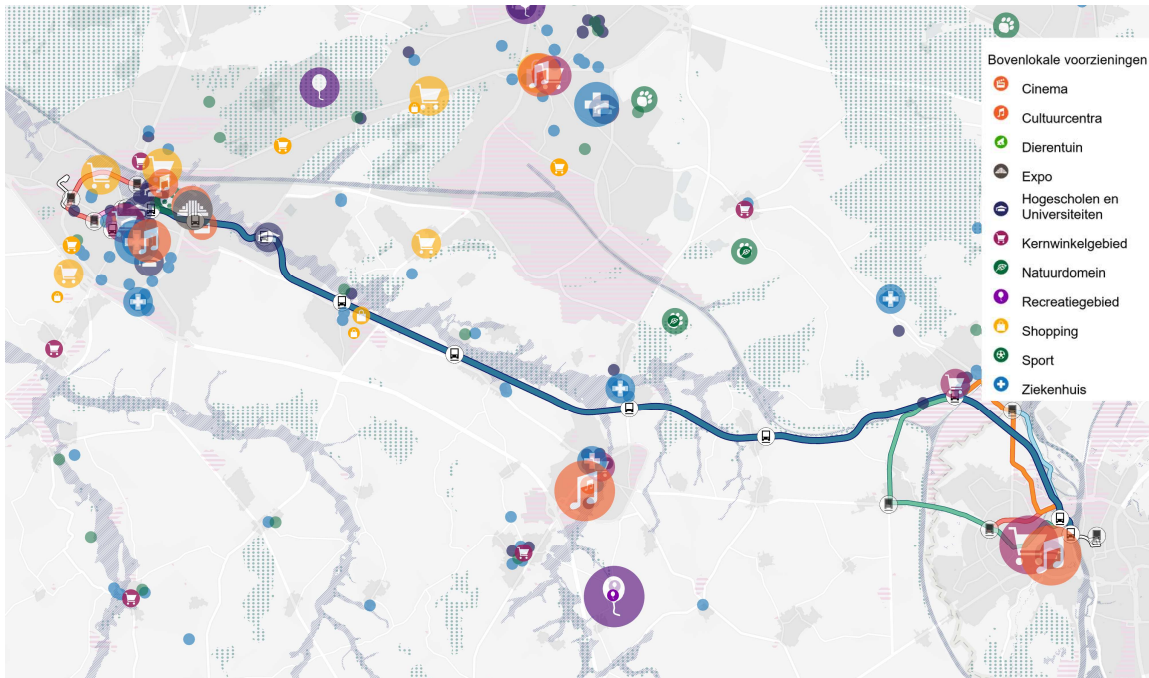 Bovenlokale voorzieningen
Cinema
Cultuurcentra
Dierentuin
Expo
Hogescholen en
Universiteiten
Kernwinkelgebied
Natuurdomein
Recreatiegebied
Shopping
Sport
Ziekenhuis